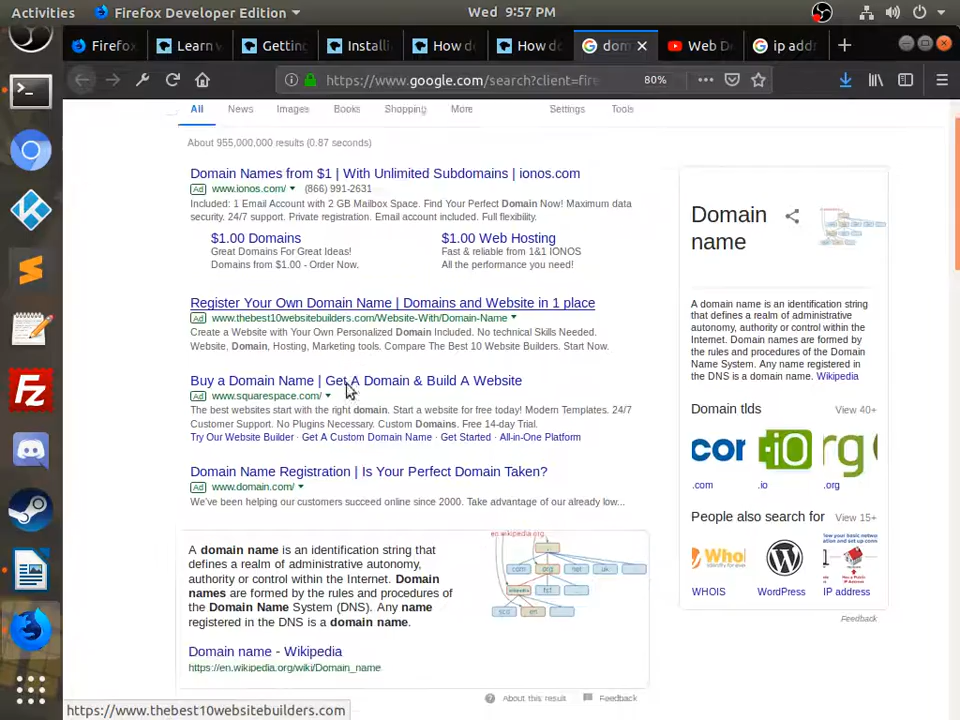 Activities Firefox Developer Edition Wed 9:57 PM
Firefox Learn Getting Installi How do How do dom Web D ip addr
https://www.google.com/search?client=fire 80%
All News Images Books Shopping More Settings Tools
About 955,000,000 results (0.87 seconds)
Domain Names from $1 | With Unlimited Subdomains | ionos.com
Ad www.ionos.com/ (866) 991-2631
Included: 1 Email Account with 2 GB Mailbox Space. Find Your Perfect Domain Now! Maximum data
security. 24/7 support. Private registration. Email account included. Full flexibility.
$1.00 Domains
Great Domains For Great Ideas!
Domains from $1.00 - Order Now.
$1.00 Web Hosting
Fast & reliable from 1&1 IONOS
All the performance you need!
Register Your Own Domain Name | Domains and Website in 1 place
Ad www.thebest10websitebuilders.com/Website-With/Domain-Name
Create a Website with Your Own Personalized Domain Included. No technical Skills Needed.
Website, Domain, Hosting, Marketing tools. Compare The Best 10 Website Builders. Start Now.
Buy a Domain Name | Get A Domain & Build A Website
Ad www.squarespace.com/
The best websites start with the right domain. Start a website for free today! Modern Templates. 24/7
Customer Support. No Plugins Necessary. Custom Domains. Free 14-day Trial.
Try Our Website Builder · Get A Custom Domain Name · Get Started · All-in-One Platform
Domain Name Registration | Is Your Perfect Domain Taken?
Ad www.domain.com/
We've been helping our customers succeed online since 2000. Take advantage of our already low...
A domain name is an identification string that
defines a realm of administrative autonomy,
authority or control within the Internet. Domain
names are formed by the rules and procedures of
the Domain Name System (DNS). Any name
registered in the DNS is a domain name.
en.wikipedia.org
com org net uk
Domain name - Wikipedia
https://en.wikipedia.org/wiki/Domain_name
About this result Feedback
Domain
name
A domain name is an identification string
that defines a realm of administrative
autonomy, authority or control within the
Internet. Domain names are formed by
the rules and procedures of the Domain
Name System (DNS). Any name registered in
the DNS is a domain name. Wikipedia
Domain tlds View 40+
com .io org
.com .io .org
People also search for View 15+
WHOIS WordPress IP address
Feedback
https://www.thebest10websitebuilders.com